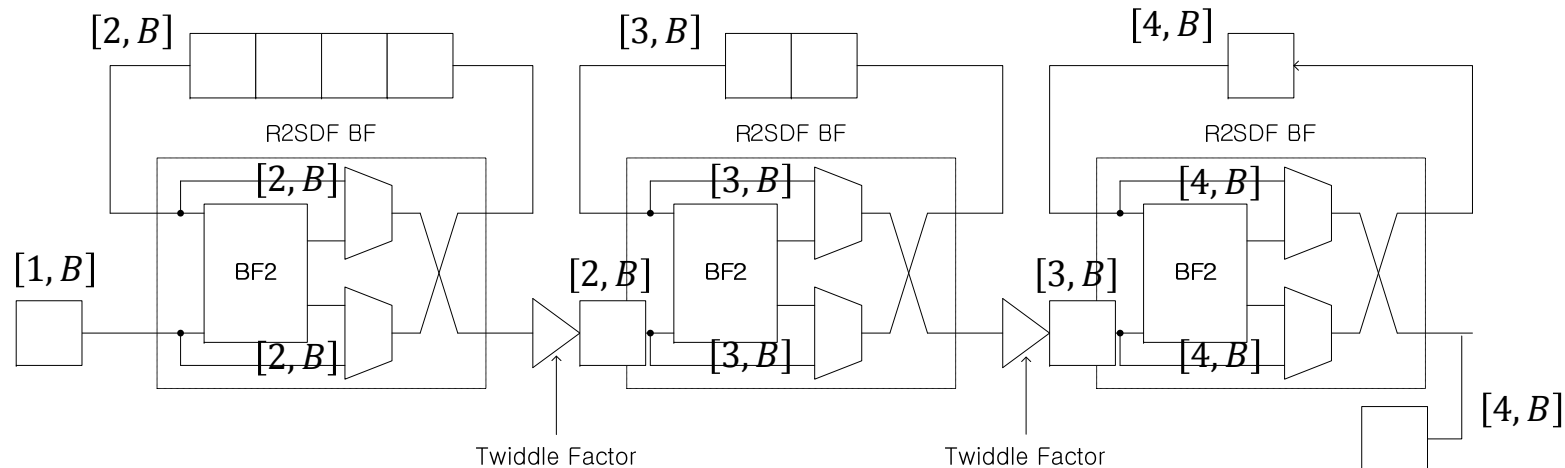 [2, B]
[3, B]
[4, B]
R2SDF BF
R2SDF BF
R2SDF BF
[2, B]
[3, B]
[4, B]
[1, B]
BF2
[2, B]
BF2
[3, B]
BF2
[2, B]
[3, B]
[4, B]
[4, B]
Twiddle Factor
Twiddle Factor